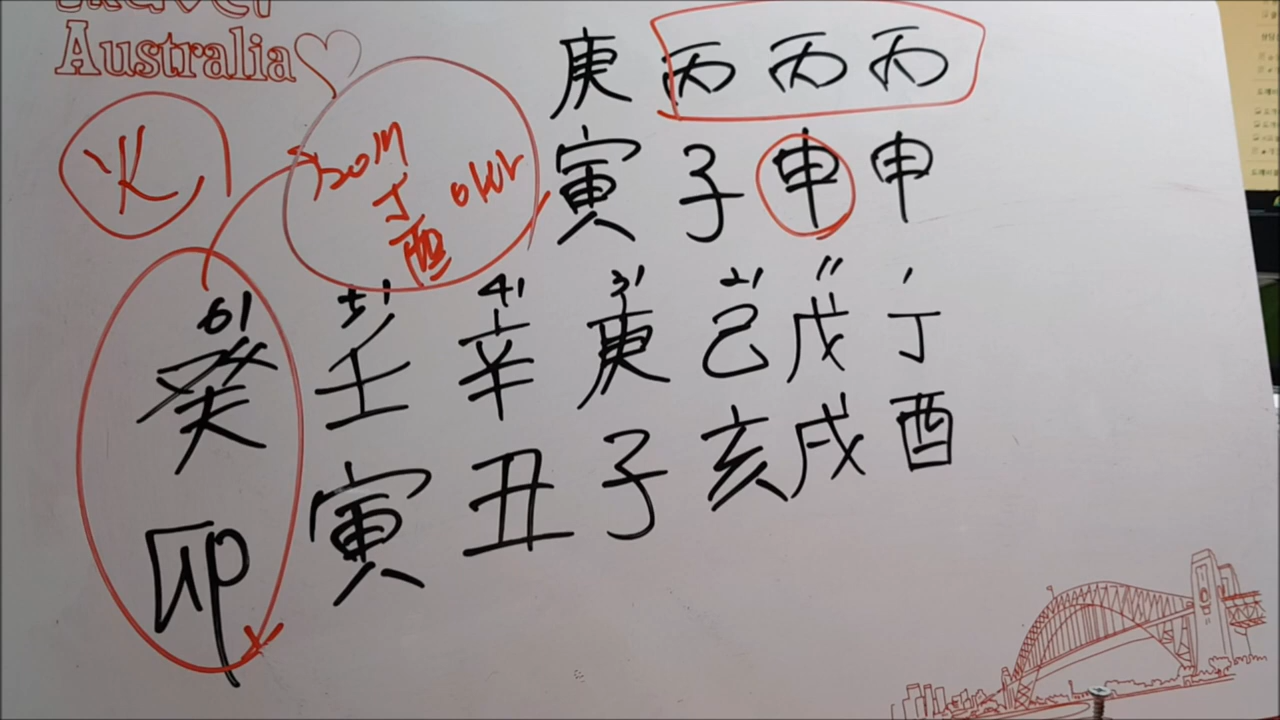 Australia
庚 丙 丙 丙
寅 子 申 申
火
丁
酉
61 51 41 31 21 11 1
癸 壬 辛 庚 己 戊 丁
卯 寅 丑 子 亥 戌 酉